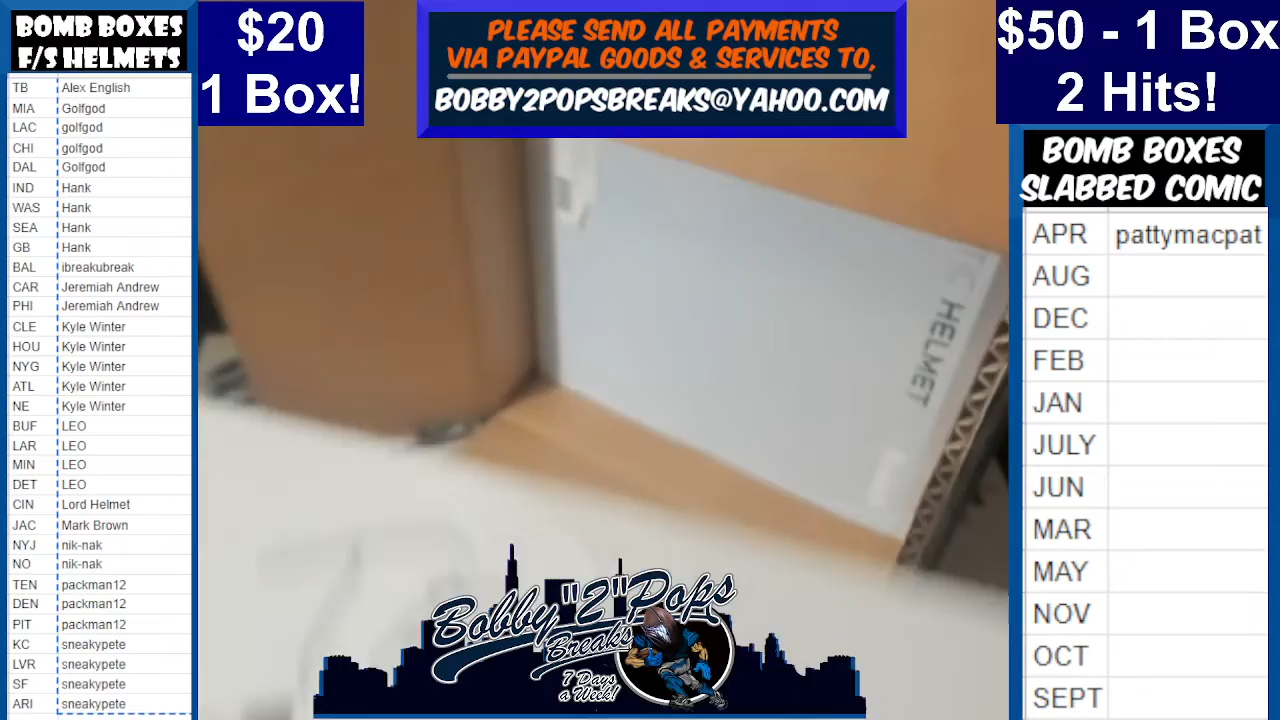 BOMB BOXES
F/S HELMETS
TB Alex English
MIA Golfgod
LAC golfgod
CHI golfgod
DAL Golfgod
IND Hank
WAS Hank
SEA Hank
GB Hank
BAL ibreakubreak
CAR Jeremiah Andrew
PHI Jeremiah Andrew
CLE Kyle Winter
HOU Kyle Winter
NYG Kyle Winter
ATL Kyle Winter
NE Kyle Winter
BUF LEO
LAR LEO
MIN LEO
DET LEO
CIN Lord Helmet
JAC Mark Brown
NYJ nik-nak
NO nik-nak
TEN packman12
DEN packman12
PIT packman12
KC sneakypete
LVR sneakypete
SF sneakypete
ARI sneakypete
$20
1 Box!
PLEASE SEND ALL PAYMENTS
VIA PAYPAL GOODS & SERVICES TO,
BOBBY2POPSBREAKS@YAHOO.COM
HELMET
Bobby "2" Pops
Breaks
7 Days
a Week!
$50 - 1 Box
2 Hits!
BOMB BOXES
SLABBED COMIC
APR pattymacpat
AUG
DEC
FEB
JAN
JULY
JUN
MAR
MAY
NOV
OCT
SEPT